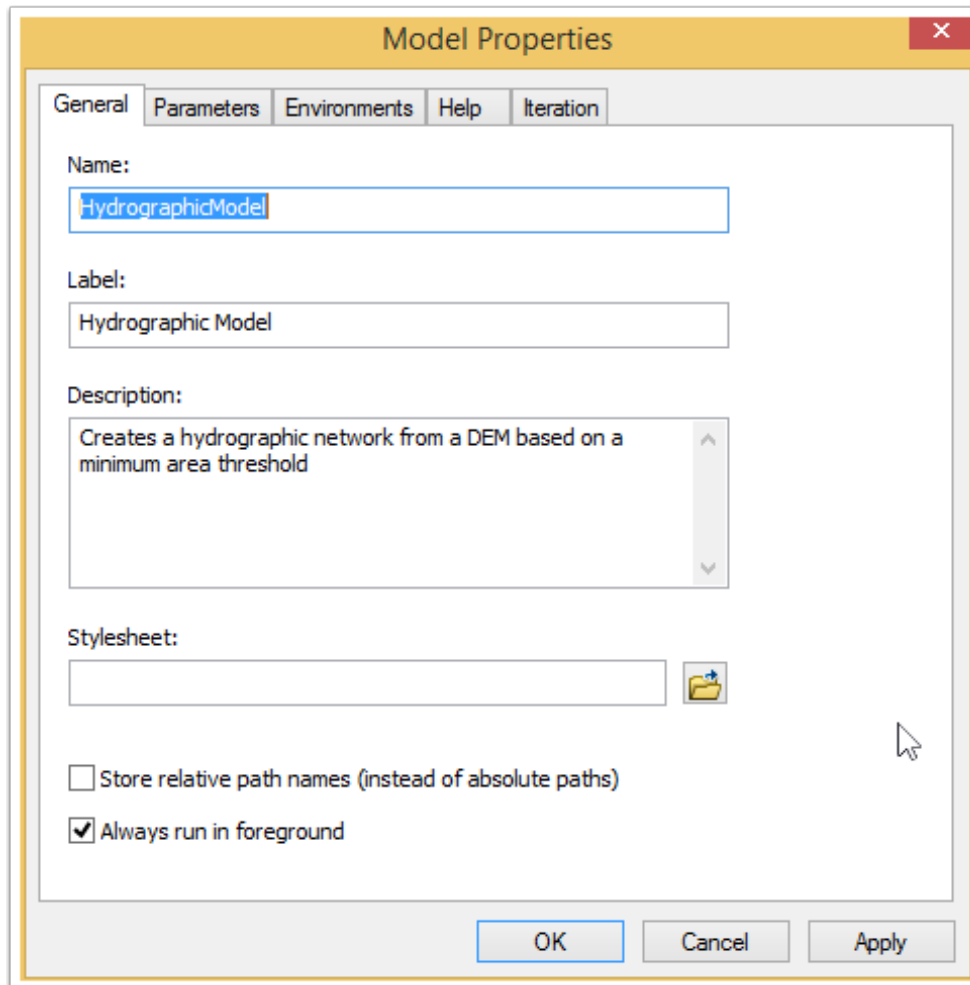 Model Properties
General Parameters Environments Help Iteration
Name:
HydrographicModel
Label:
Hydrographic Model
Description:
Creates a hydrographic network from a DEM based on a
minimum area threshold
Stylesheet:
Store relative path names (instead of absolute paths)
Always run in foreground
OK Cancel Apply